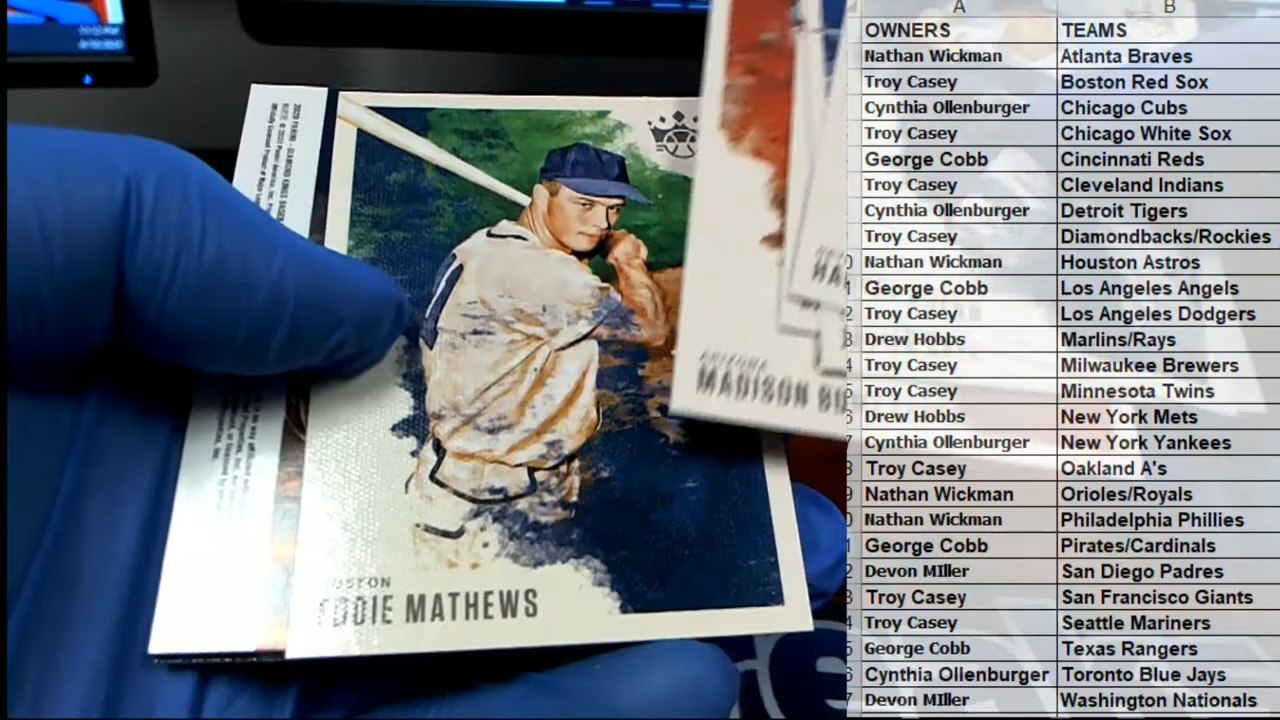 A B
OWNERS TEAMS
Nathan Wickman Atlanta Braves
Troy Casey Boston Red Sox
Cynthia Ollenburger Chicago Cubs
Troy Casey Chicago White Sox
George Cobb Cincinnati Reds
Troy Casey Cleveland Indians
Cynthia Ollenburger Detroit Tigers
Troy Casey Diamondbacks/Rockies
Nathan Wickman Houston Astros
George Cobb Los Angeles Angels
Troy Casey Los Angeles Dodgers
Drew Hobbs Marlins/Rays
Troy Casey Milwaukee Brewers
Troy Casey Minnesota Twins
Drew Hobbs New York Mets
Cynthia Ollenburger New York Yankees
Troy Casey Oakland A's
Nathan Wickman Orioles/Royals
Nathan Wickman Philadelphia Phillies
George Cobb Pirates/Cardinals
Devon MIller San Diego Padres
Troy Casey San Francisco Giants
Troy Casey Seattle Mariners
George Cobb Texas Rangers
Cynthia Ollenburger Toronto Blue Jays
Devon MIller Washington Nationals
MADISON
MATHEWS